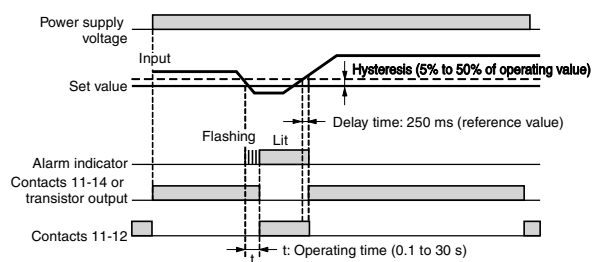 Power supply
voltage
Input
Hysteresis (5% to 50% of operating value)
Set value
Delay time: 250 ms (reference value)
Flashing
Lit
Alarm indicator
Contacts 11-14 or
transistor output
Contacts 11-12
t: Operating time (0.1 to 30 s)
t